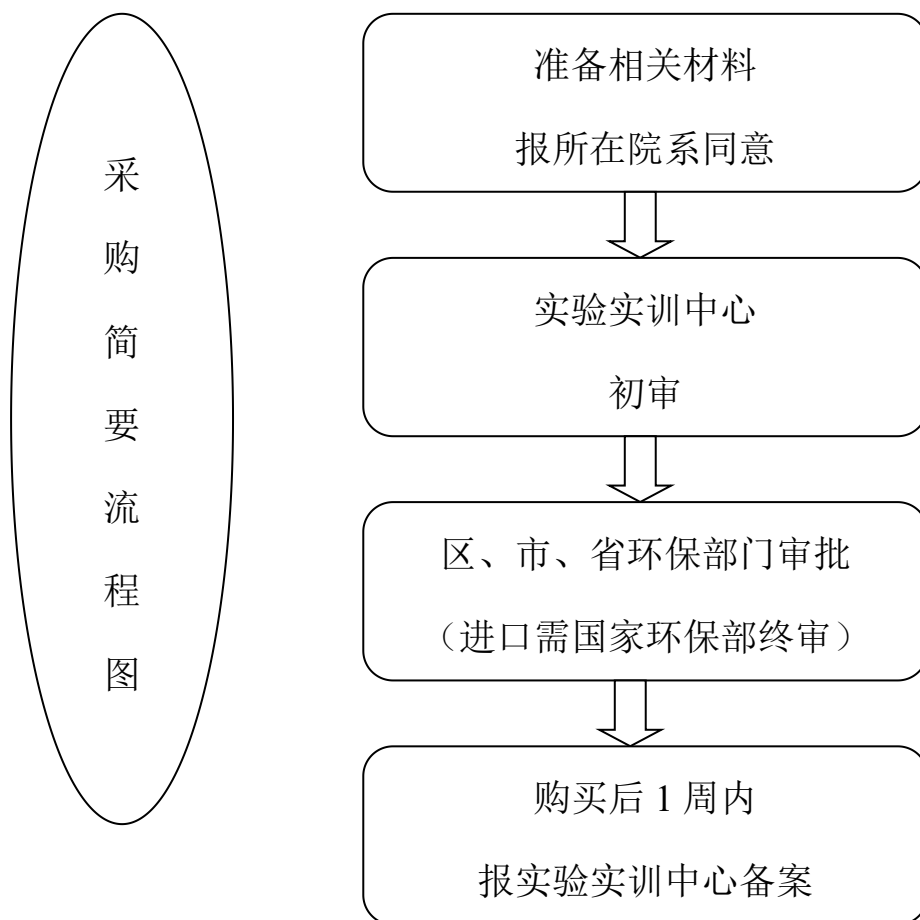 采
购
简
要
流
程
图
准备相关材料
报所在院系同意
实验实训中心
初审
区、市、省环保部门审批
（进口需国家环保部终审）
购买后 1 周内
报实验实训中心备案